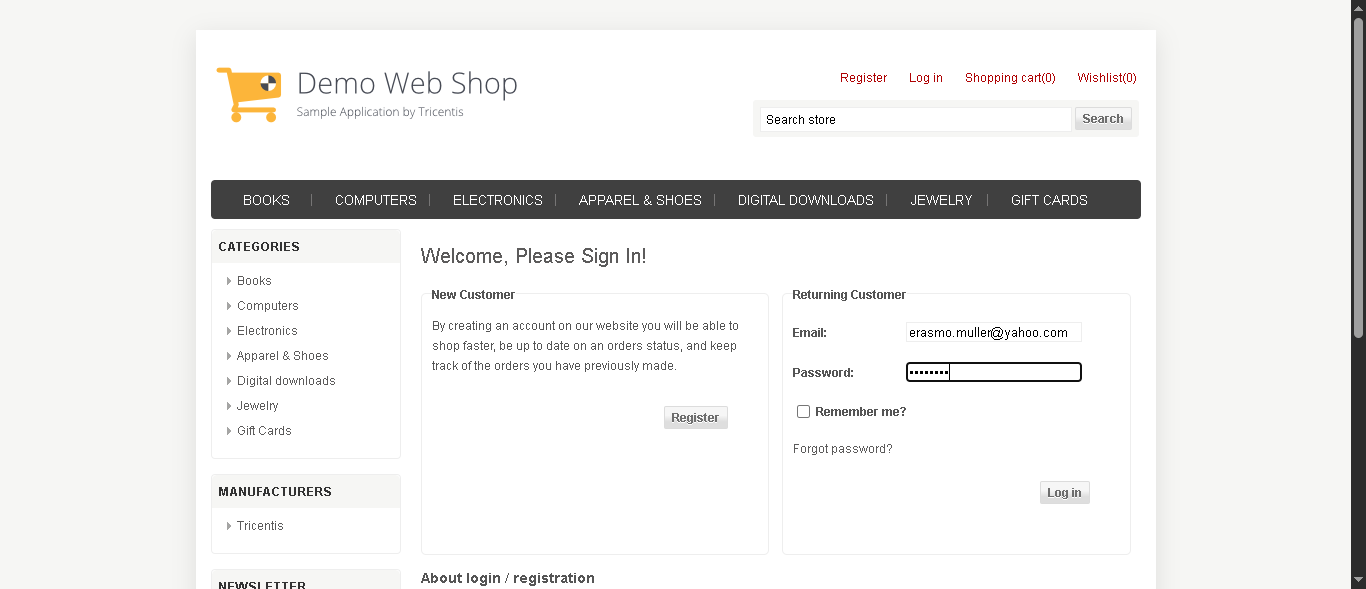 Demo Web Shop
Sample Application by Tricentis
Register Log in Shopping cart(0) Wishlist(0)
Search store Search
BOOKS COMPUTERS ELECTRONICS APPAREL & SHOES DIGITAL DOWNLOADS JEWELRY GIFT CARDS
CATEGORIES
Books
Computers
Electronics
Apparel & Shoes
Digital downloads
Jewelry
Gift Cards
MANUFACTURERS
Tricentis
NEWSLETTER
Welcome, Please Sign In!
New Customer
By creating an account on our website you will be able to
shop faster, be up to date on an orders status, and keep
track of the orders you have previously made.
Register
Returning Customer
Email: erasmo.muller@yahoo.com
Password: ••••••••
Remember me?
Forgot password?
Log in
About login / registration